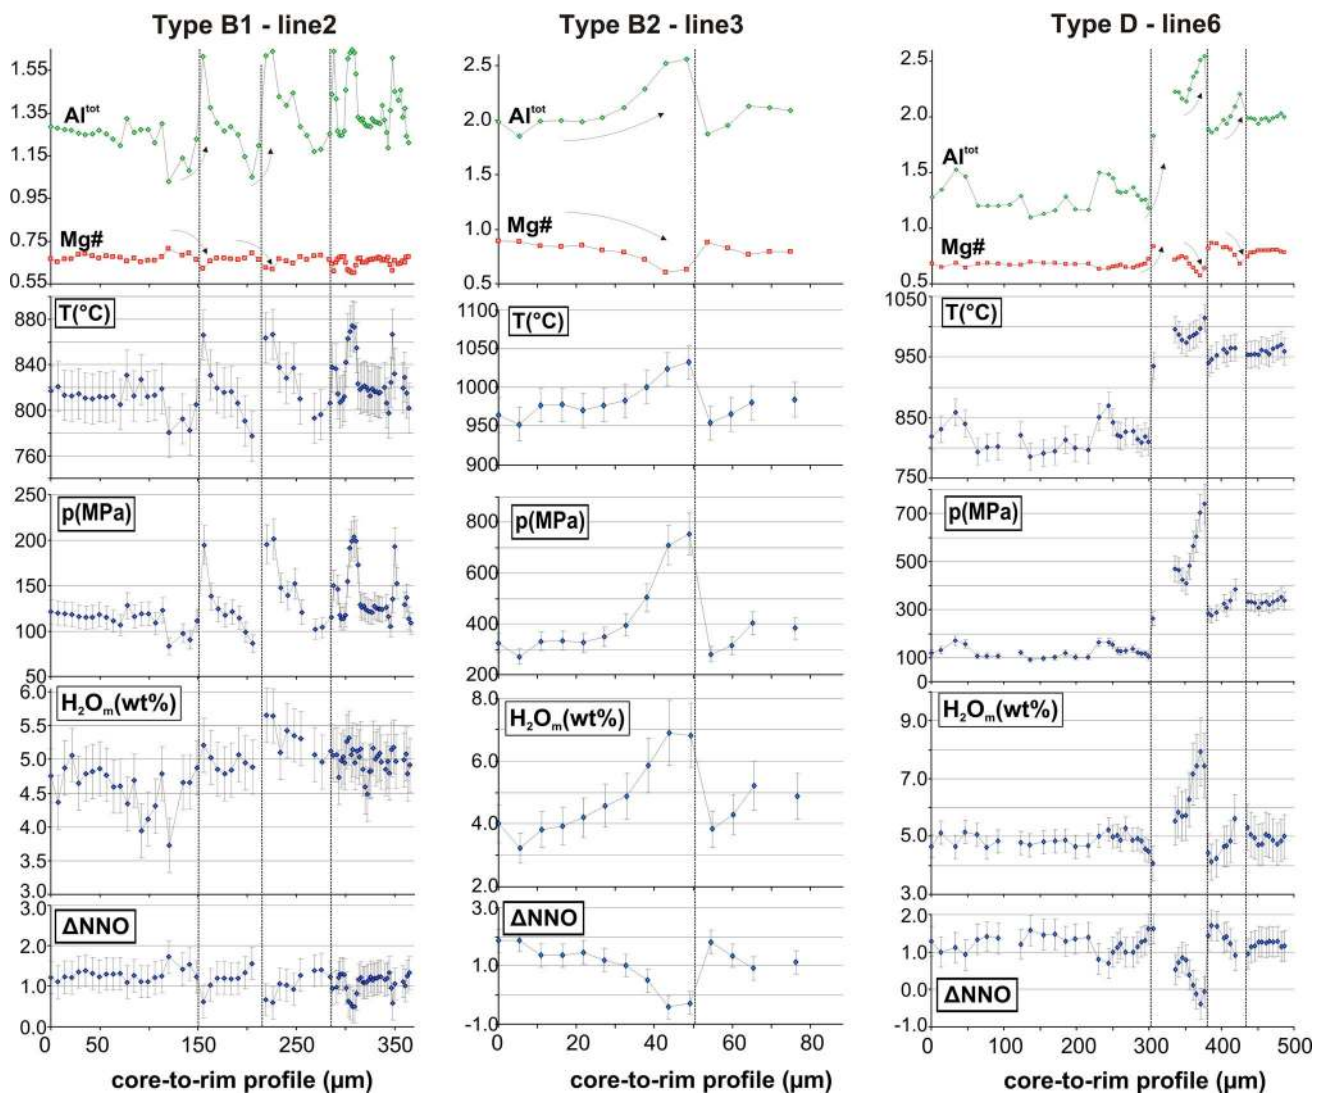 Type B1 - line2
Type B2 - line3
Type D - line6
1.55
1.35
1.15
0.95
0.75
0.55
Al^tot
Mg#
2.5
2.0
1.5
1.0
0.5
Al^tot
Mg#
2.5
2.0
1.5
1.0
0.5
Al^tot
Mg#
880
840
800
760
T(°C)
1100
1050
1000
950
900
T(°C)
1050
950
850
750
T(°C)
250
200
150
100
50
p(MPa)
800
600
400
300
200
p(MPa)
700
500
300
100
0
p(MPa)
6.0
5.5
5.0
4.5
4.0
3.5
3.0
H₂Oₘ(wt%)
8.0
6.0
4.0
2.0
H₂Oₘ(wt%)
9.0
7.0
5.0
3.0
H₂Oₘ(wt%)
3.0
2.0
1.0
0.0
ΔNNO
3.0
1.0
-1.0
ΔNNO
2.0
1.0
0.0
-1.0
ΔNNO
0 50 150 250 350
0 20 40 60 80
0 100 200 300 400 500
core-to-rim profile (µm)
core-to-rim profile (µm)
core-to-rim profile (µm)